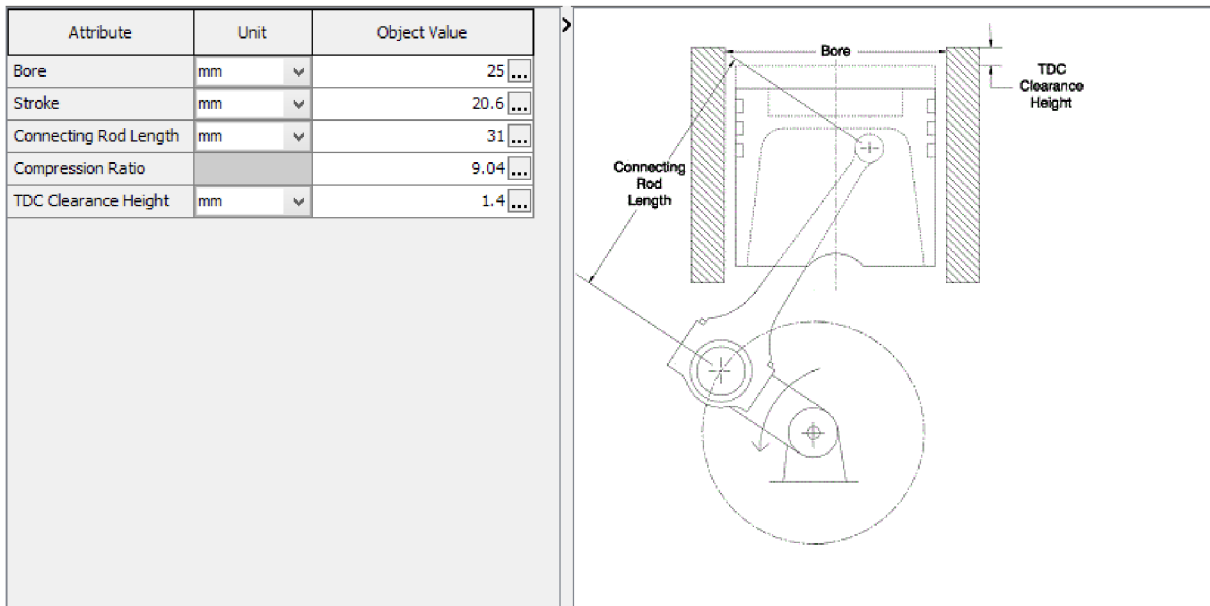 Attribute Unit Object Value
Bore mm 25 ...
Stroke mm 20.6 ...
Connecting Rod Length mm 31 ...
Compression Ratio 9.04 ...
TDC Clearance Height mm 1.4 ...
>
Bore
TDC
Clearance
Height
Connecting
Rod
Length